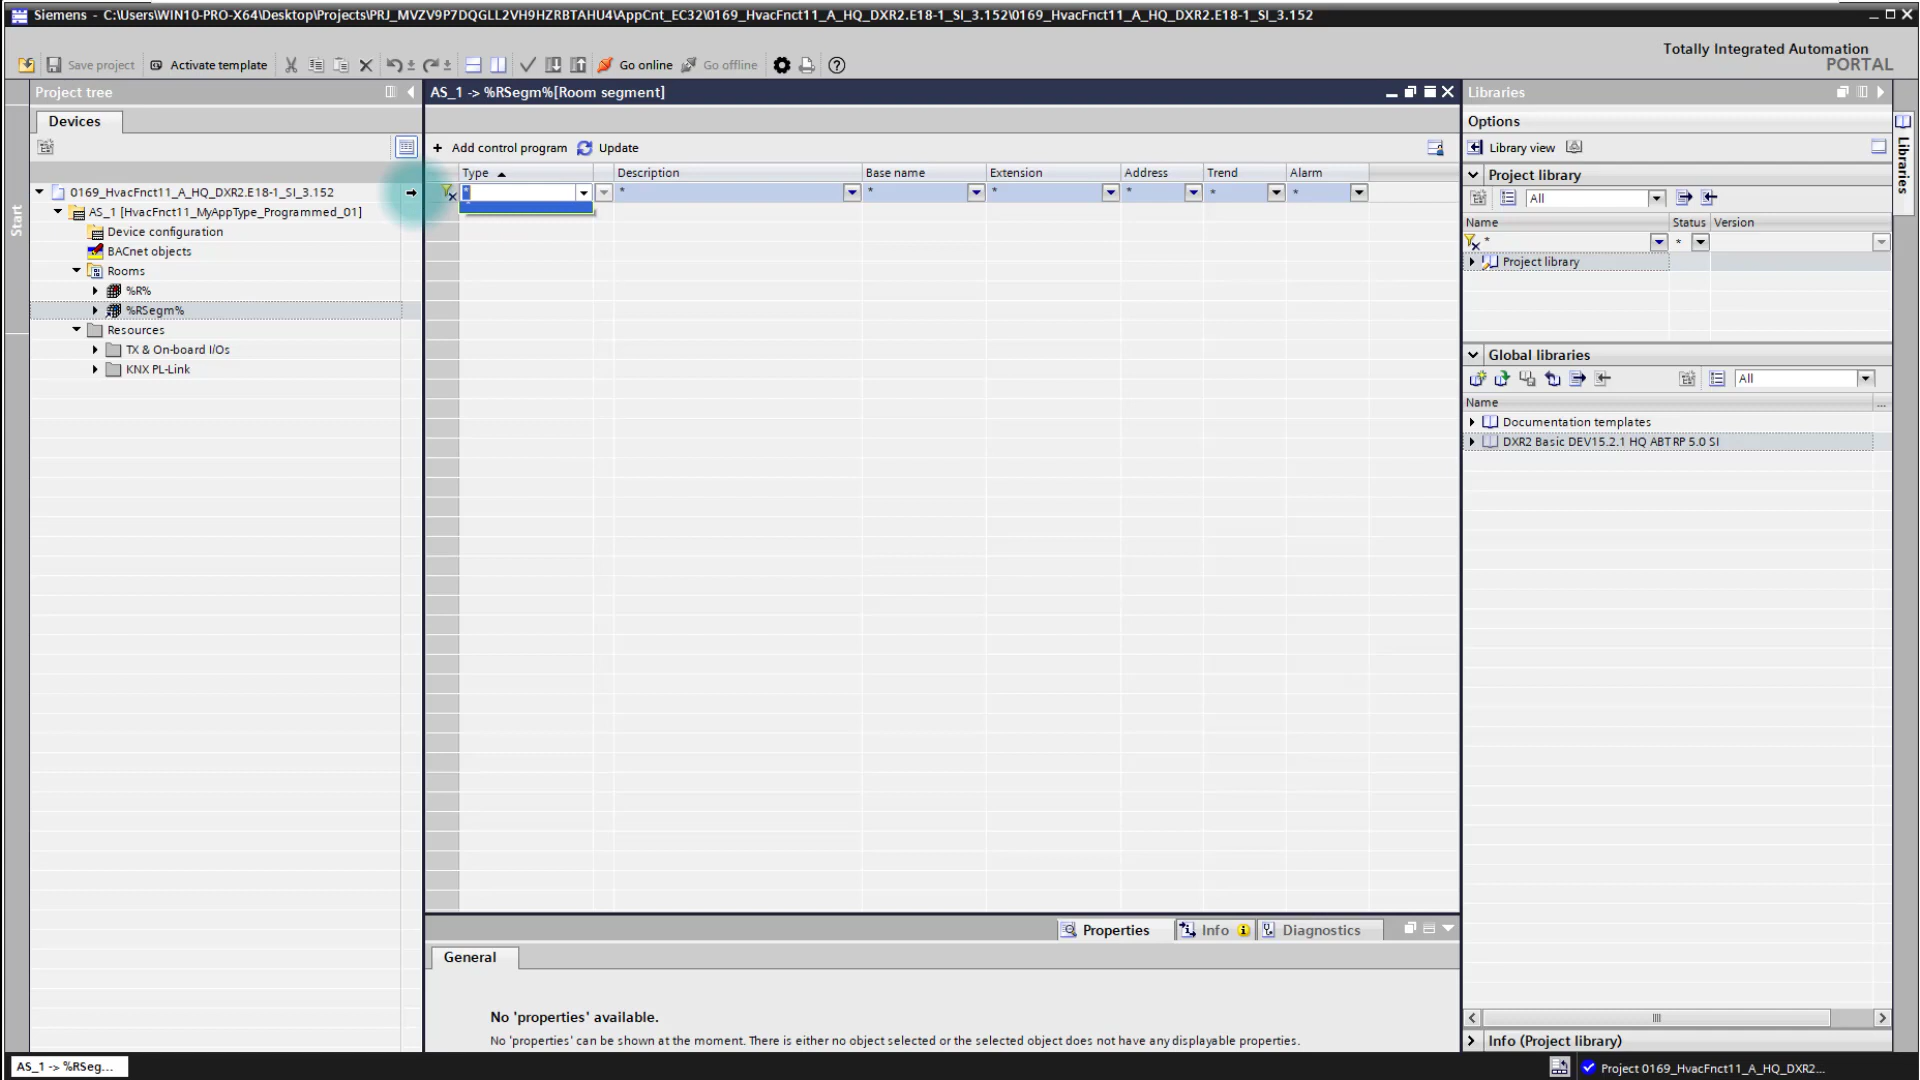 Siemens - C:\Users\WIN10-PRO-X64\Desktop\Projects\PRJ_MVZV9P7DQGLL2VH9HZRBTAHU4\AppCnt_EC32\0169_HvacFnct11_A_HQ_DXR2.E18-1_SI_3.152\0169_HvacFnct11_A_HQ_DXR2.E18-1_SI_3.152
Totally Integrated Automation
PORTAL
Save project
Activate template
Go online
Go offline
Project tree
AS_1 -> %RSegm%[Room segment]
Libraries
Devices
Options
Add control program
Update
Library view
Type
Description
Base name
Extension
Address
Trend
Alarm
Project library
Start
0169_HvacFnct11_A_HQ_DXR2.E18-1_SI_3.152
* * * * * * *
All
AS_1 [HvacFnct11_MyAppType_Programmed_01]
Name
Status
Version
Device configuration
* *
BACnet objects
Project library
Rooms
%R%
%RSegm%
Resources
TX & On-board I/Os
KNX PL-Link
Global libraries
All
Name
...
Documentation templates
DXR2 Basic DEV15.2.1 HQ ABT RP 5.0 SI
Libraries
Properties
Info
Diagnostics
General
No 'properties' available.
No 'properties' can be shown at the moment. There is either no object selected or the selected object does not have any displayable properties.
Info (Project library)
AS_1 -> %RSeg...
Project 0169_HvacFnct11_A_HQ_DXR2...